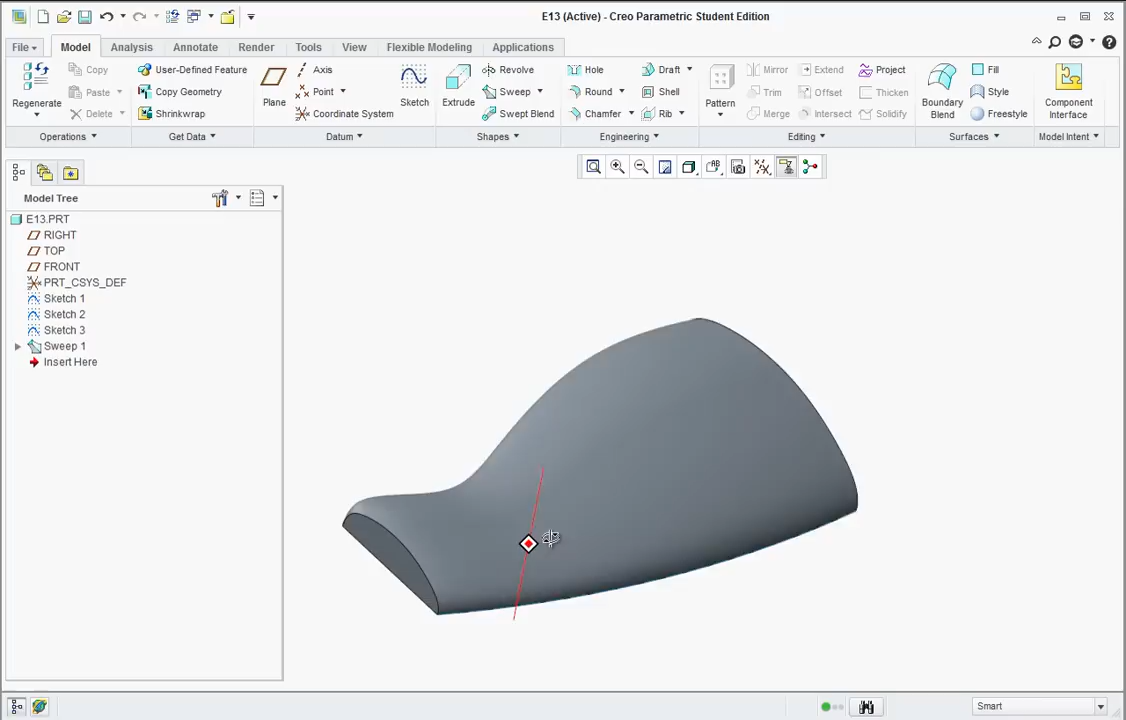 E13 (Active) - Creo Parametric Student Edition
File Model Analysis Annotate Render Tools View Flexible Modeling Applications
Regenerate
Copy
Paste
Delete
User-Defined Feature
Copy Geometry
Shrinkwrap
Plane
Axis
Point
Coordinate System
Sketch
Extrude
Revolve
Sweep
Swept Blend
Hole
Round
Chamfer
Draft
Shell
Rib
Pattern
Mirror
Trim
Merge
Extend
Offset
Intersect
Project
Thicken
Solidify
Boundary
Blend
Fill
Style
Freestyle
Component
Interface
Operations Get Data Datum Shapes Engineering Editing Surfaces Model Intent
Model Tree
E13.PRT
RIGHT
TOP
FRONT
PRT_CSYS_DEF
Sketch 1
Sketch 2
Sketch 3
Sweep 1
Insert Here
Smart